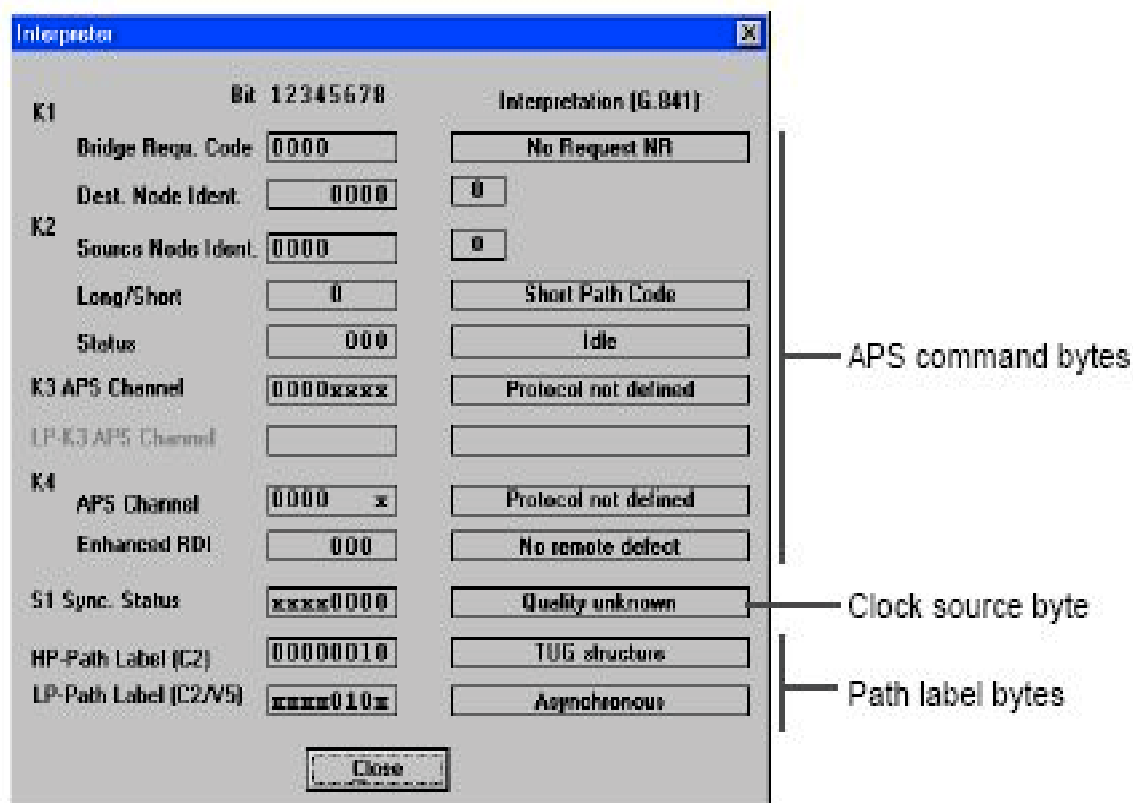 Interpreter
Bit 12345678 Interpretation (G.841)
K1
Bridge Requ. Code 0000 No Request NR
Dest. Node Ident. 0000 0
K2
Source Node Ident. 0000 0
Long/Short 0 Short Path Code
Status 000 Idle
APS command bytes
K3 APS Channel 0000xxxx Protocol not defined
LP-K3 APS Channel
K4
APS Channel 0000 x Protocol not defined
Enhanced RDI 000 No remote defect
S1 Sync. Status xxxx0000 Quality unknown Clock source byte
HP-Path Label (C2) 00000010 TUG structure
LP-Path Label (C2/V5) xxxx010x Asynchronous
Path label bytes
Close